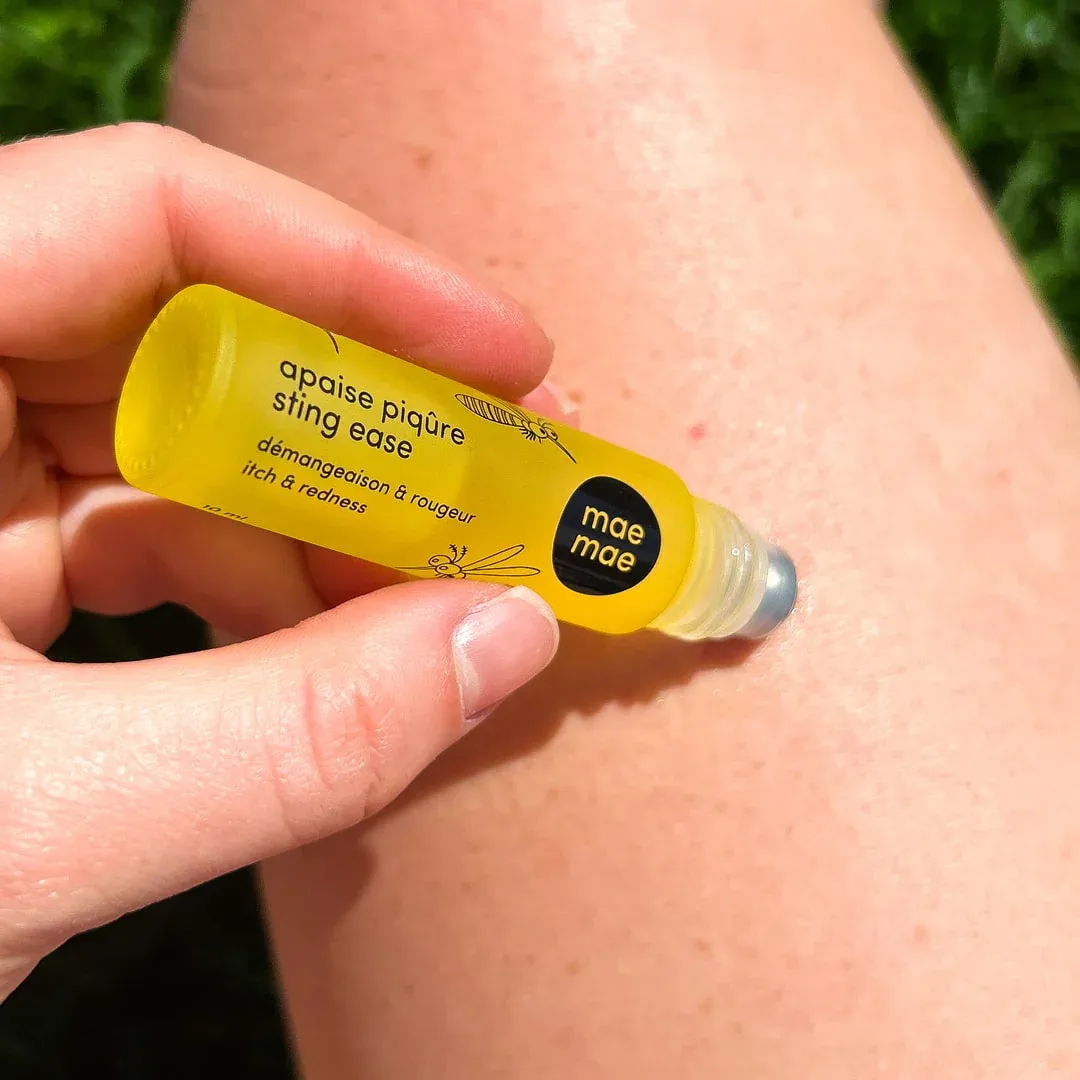 apaise piqûre
sting ease
démangeaison & rougeur
itch & redness
10 ml
mae
mae